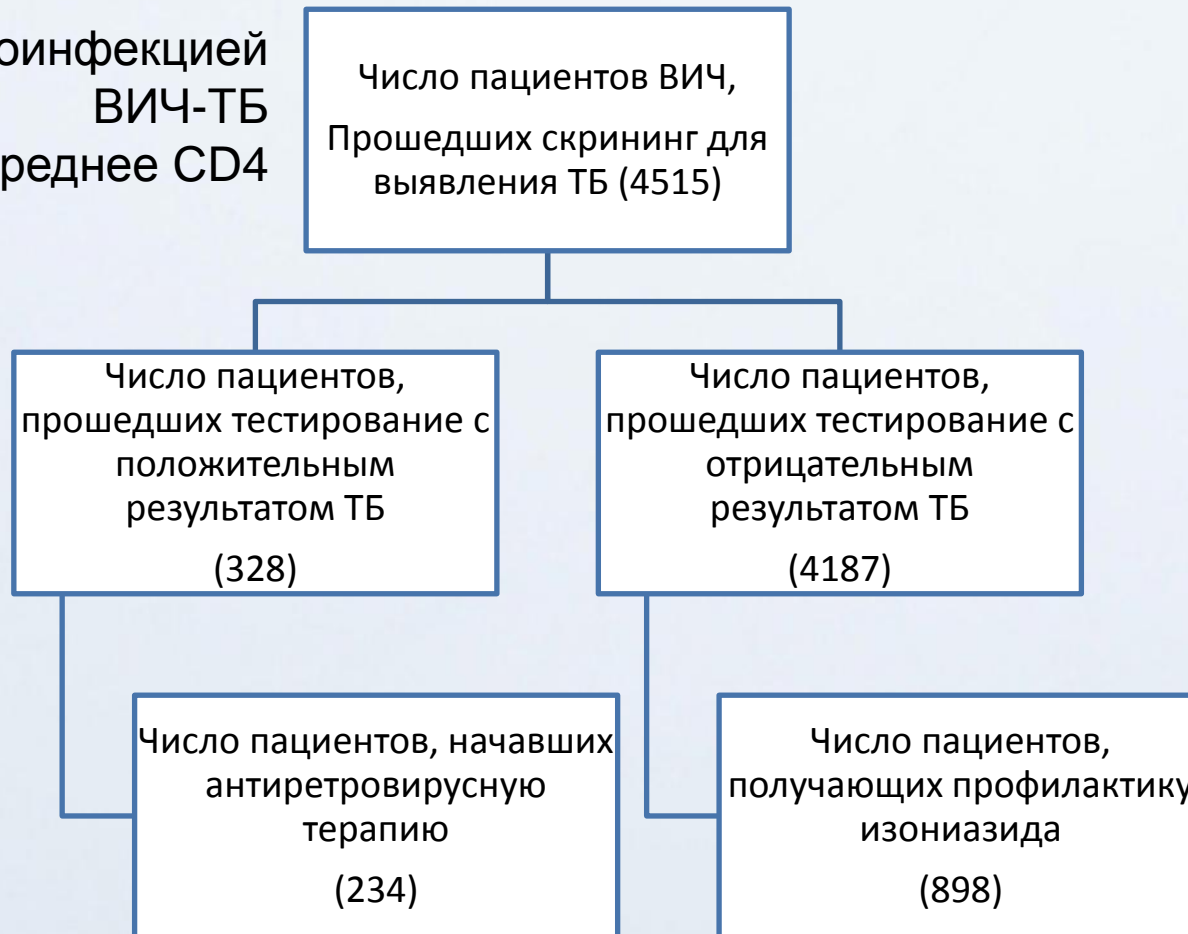 ВИЧ-ТБ
CD4
Число пациентов ВИЧ,
Прошедших скрининг для
выявления ТБ (4515)
Число пациентов,
прошедших тестирование с
положительным
результатом ТБ
(328)
Число пациентов,
прошедших тестирование с
отрицательным
результатом ТБ
(4187)
Число пациентов, начавших
антиретровирусную
терапию
(234)
Число пациентов,
получающих профилактику
изониазида
(898)